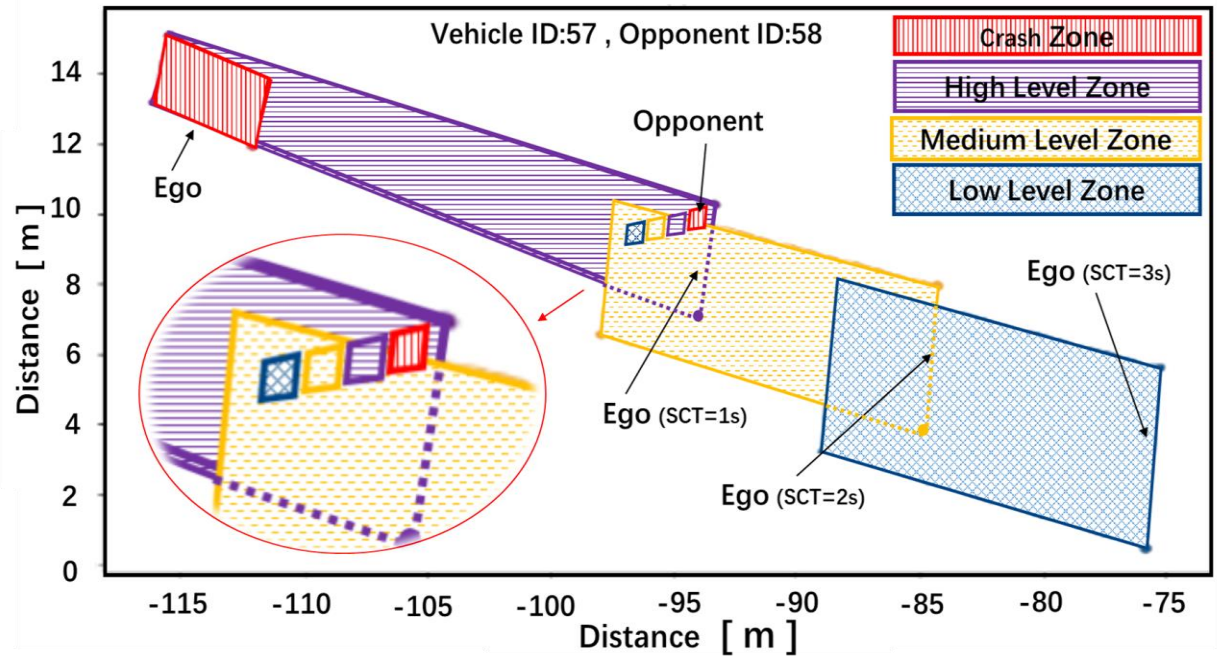 Vehicle ID:57 , Opponent ID:58
Crash Zone
High Level Zone
Medium Level Zone
Low Level Zone
Opponent
Ego
Ego (SCT=3s)
Ego (SCT=1s)
Ego (SCT=2s)
Distance [ m ]
14
12
10
8
6
4
2
0
-115
-110
-105
-100
-95
-90
-85
-80
-75
Distance [ m ]